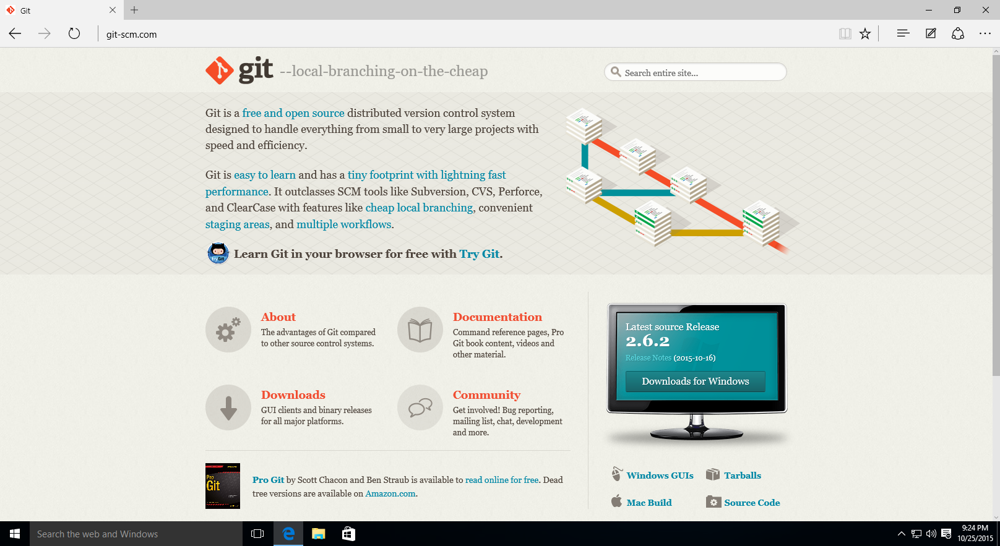 Git
git-scm.com
git --local-branching-on-the-cheap
Search entire site...
Git is a free and open source distributed version control system
designed to handle everything from small to very large projects with
speed and efficiency.
Git is easy to learn and has a tiny footprint with lightning fast
performance. It outclasses SCM tools like Subversion, CVS, Perforce,
and ClearCase with features like cheap local branching, convenient
staging areas, and multiple workflows.
try Git
Learn Git in your browser for free with Try Git.
About
The advantages of Git compared
to other source control systems.
Documentation
Command reference pages, Pro
Git book content, videos and
other material.
Downloads
GUI clients and binary releases
for all major platforms.
Community
Get involved! Bug reporting,
mailing list, chat, development
and more.
Latest source Release
2.6.2
Release Notes (2015-10-16)
Downloads for Windows
Pro
Git
Pro Git by Scott Chacon and Ben Straub is available to read online for free. Dead
tree versions are available on Amazon.com.
Windows GUIs
Tarballs
Mac Build
Source Code
Search the web and Windows
9:24 PM
10/25/2015